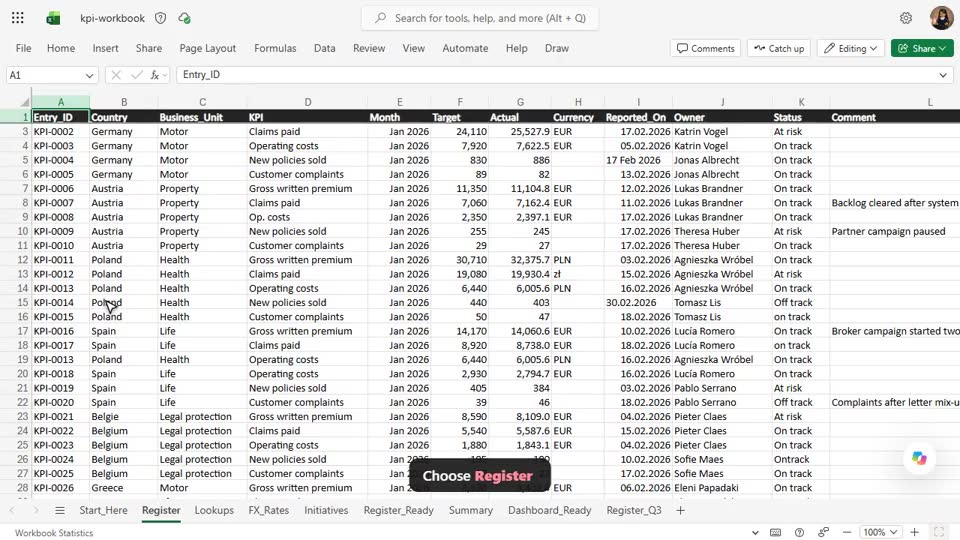 kpi-workbook
Search for tools, help, and more (Alt + Q)
File Home Insert Share Page Layout Formulas Data Review View Automate Help Draw Comments Catch up Editing Share
A1 fx Entry_ID
A B C D E F G H I J K L
1 Entry_ID Country Business_Unit KPI Month Target Actual Currency Reported_On Owner Status Comment
3 KPI-0002 Germany Motor Claims paid Jan 2026 24,110 25,527.9 EUR 17.02.2026 Katrin Vogel At risk
4 KPI-0003 Germany Motor Operating costs Jan 2026 7,920 7,622.5 EUR 05.02.2026 Katrin Vogel On track
5 KPI-0004 Germany Motor New policies sold Jan 2026 830 886 17 Feb 2026 Jonas Albrecht On track
6 KPI-0005 Germany Motor Customer complaints Jan 2026 89 82 13.02.2026 Jonas Albrecht On track
7 KPI-0006 Austria Property Gross written premium Jan 2026 11,350 11,104.8 EUR 12.02.2026 Lukas Brandner On track
8 KPI-0007 Austria Property Claims paid Jan 2026 7,060 7,162.4 EUR 11.02.2026 Lukas Brandner On track Backlog cleared after system
9 KPI-0008 Austria Property Op. costs Jan 2026 2,350 2,397.1 EUR 17.02.2026 Lukas Brandner On track
10 KPI-0009 Austria Property New policies sold Jan 2026 255 245 17.02.2026 Theresa Huber At risk Partner campaign paused
11 KPI-0010 Austria Property Customer complaints Jan 2026 29 27 17.02.2026 Theresa Huber On track
12 KPI-0011 Poland Health Gross written premium Jan 2026 30,710 32,375.7 PLN 03.02.2026 Agnieszka Wróbel On track
13 KPI-0012 Poland Health Claims paid Jan 2026 19,080 19,930.4 zł 15.02.2026 Agnieszka Wróbel At risk
14 KPI-0013 Poland Health Operating costs Jan 2026 6,440 6,005.6 PLN 16.02.2026 Agnieszka Wróbel On track
15 KPI-0014 Poland Health New policies sold Jan 2026 440 403 30.02.2026 Tomasz Lis Off track
16 KPI-0015 Poland Health Customer complaints Jan 2026 50 47 18.02.2026 Tomasz Lis on track
17 KPI-0016 Spain Life Gross written premium Jan 2026 14,170 14,060.6 EUR 10.02.2026 Lucía Romero On track Broker campaign started two
18 KPI-0017 Spain Life Claims paid Jan 2026 8,920 8,738.0 EUR 18.02.2026 Lucía Romero on track
19 KPI-0013 Poland Health Operating costs Jan 2026 6,440 6,005.6 PLN 16.02.2026 Agnieszka Wróbel On track
20 KPI-0018 Spain Life Operating costs Jan 2026 2,930 2,794.7 EUR 16.02.2026 Lucía Romero On track
21 KPI-0019 Spain Life New policies sold Jan 2026 405 384 03.02.2026 Pablo Serrano At risk
22 KPI-0020 Spain Life Customer complaints Jan 2026 39 46 18.02.2026 Pablo Serrano Off track Complaints after letter mix-u
23 KPI-0021 Belgie Legal protection Gross written premium Jan 2026 8,590 8,109.0 EUR 04.02.2026 Pieter Claes At risk
24 KPI-0022 Belgium Legal protection Claims paid Jan 2026 5,540 5,587.6 EUR 15.02.2026 Pieter Claes On track
25 KPI-0023 Belgium Legal protection Operating costs Jan 2026 1,880 1,843.1 EUR 04.02.2026 Pieter Claes On track
26 KPI-0024 Belgium Legal protection New policies sold 10.02.2026 Sofie Maes Ontrack
27 KPI-0025 Belgium Legal protection Customer complaints 17.02.2026 Sofie Maes On track
28 KPI-0026 Greece Motor Gross written premium EUR 06.02.2026 Eleni Papadaki On track
Choose Register
Start_Here Register Lookups FX_Rates Initiatives Register_Ready Summary Dashboard_Ready Register_Q3
Workbook Statistics 100%